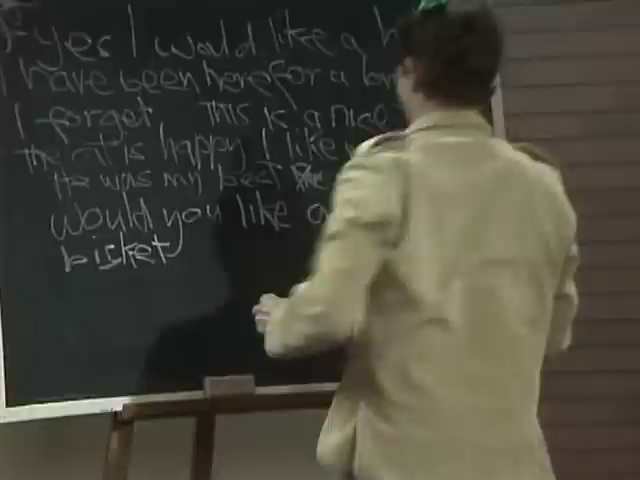 yes I would like a h
I have been here for a lon
I forget This is a nice
the cat is happy I like
He was my best
would you like a
bisket